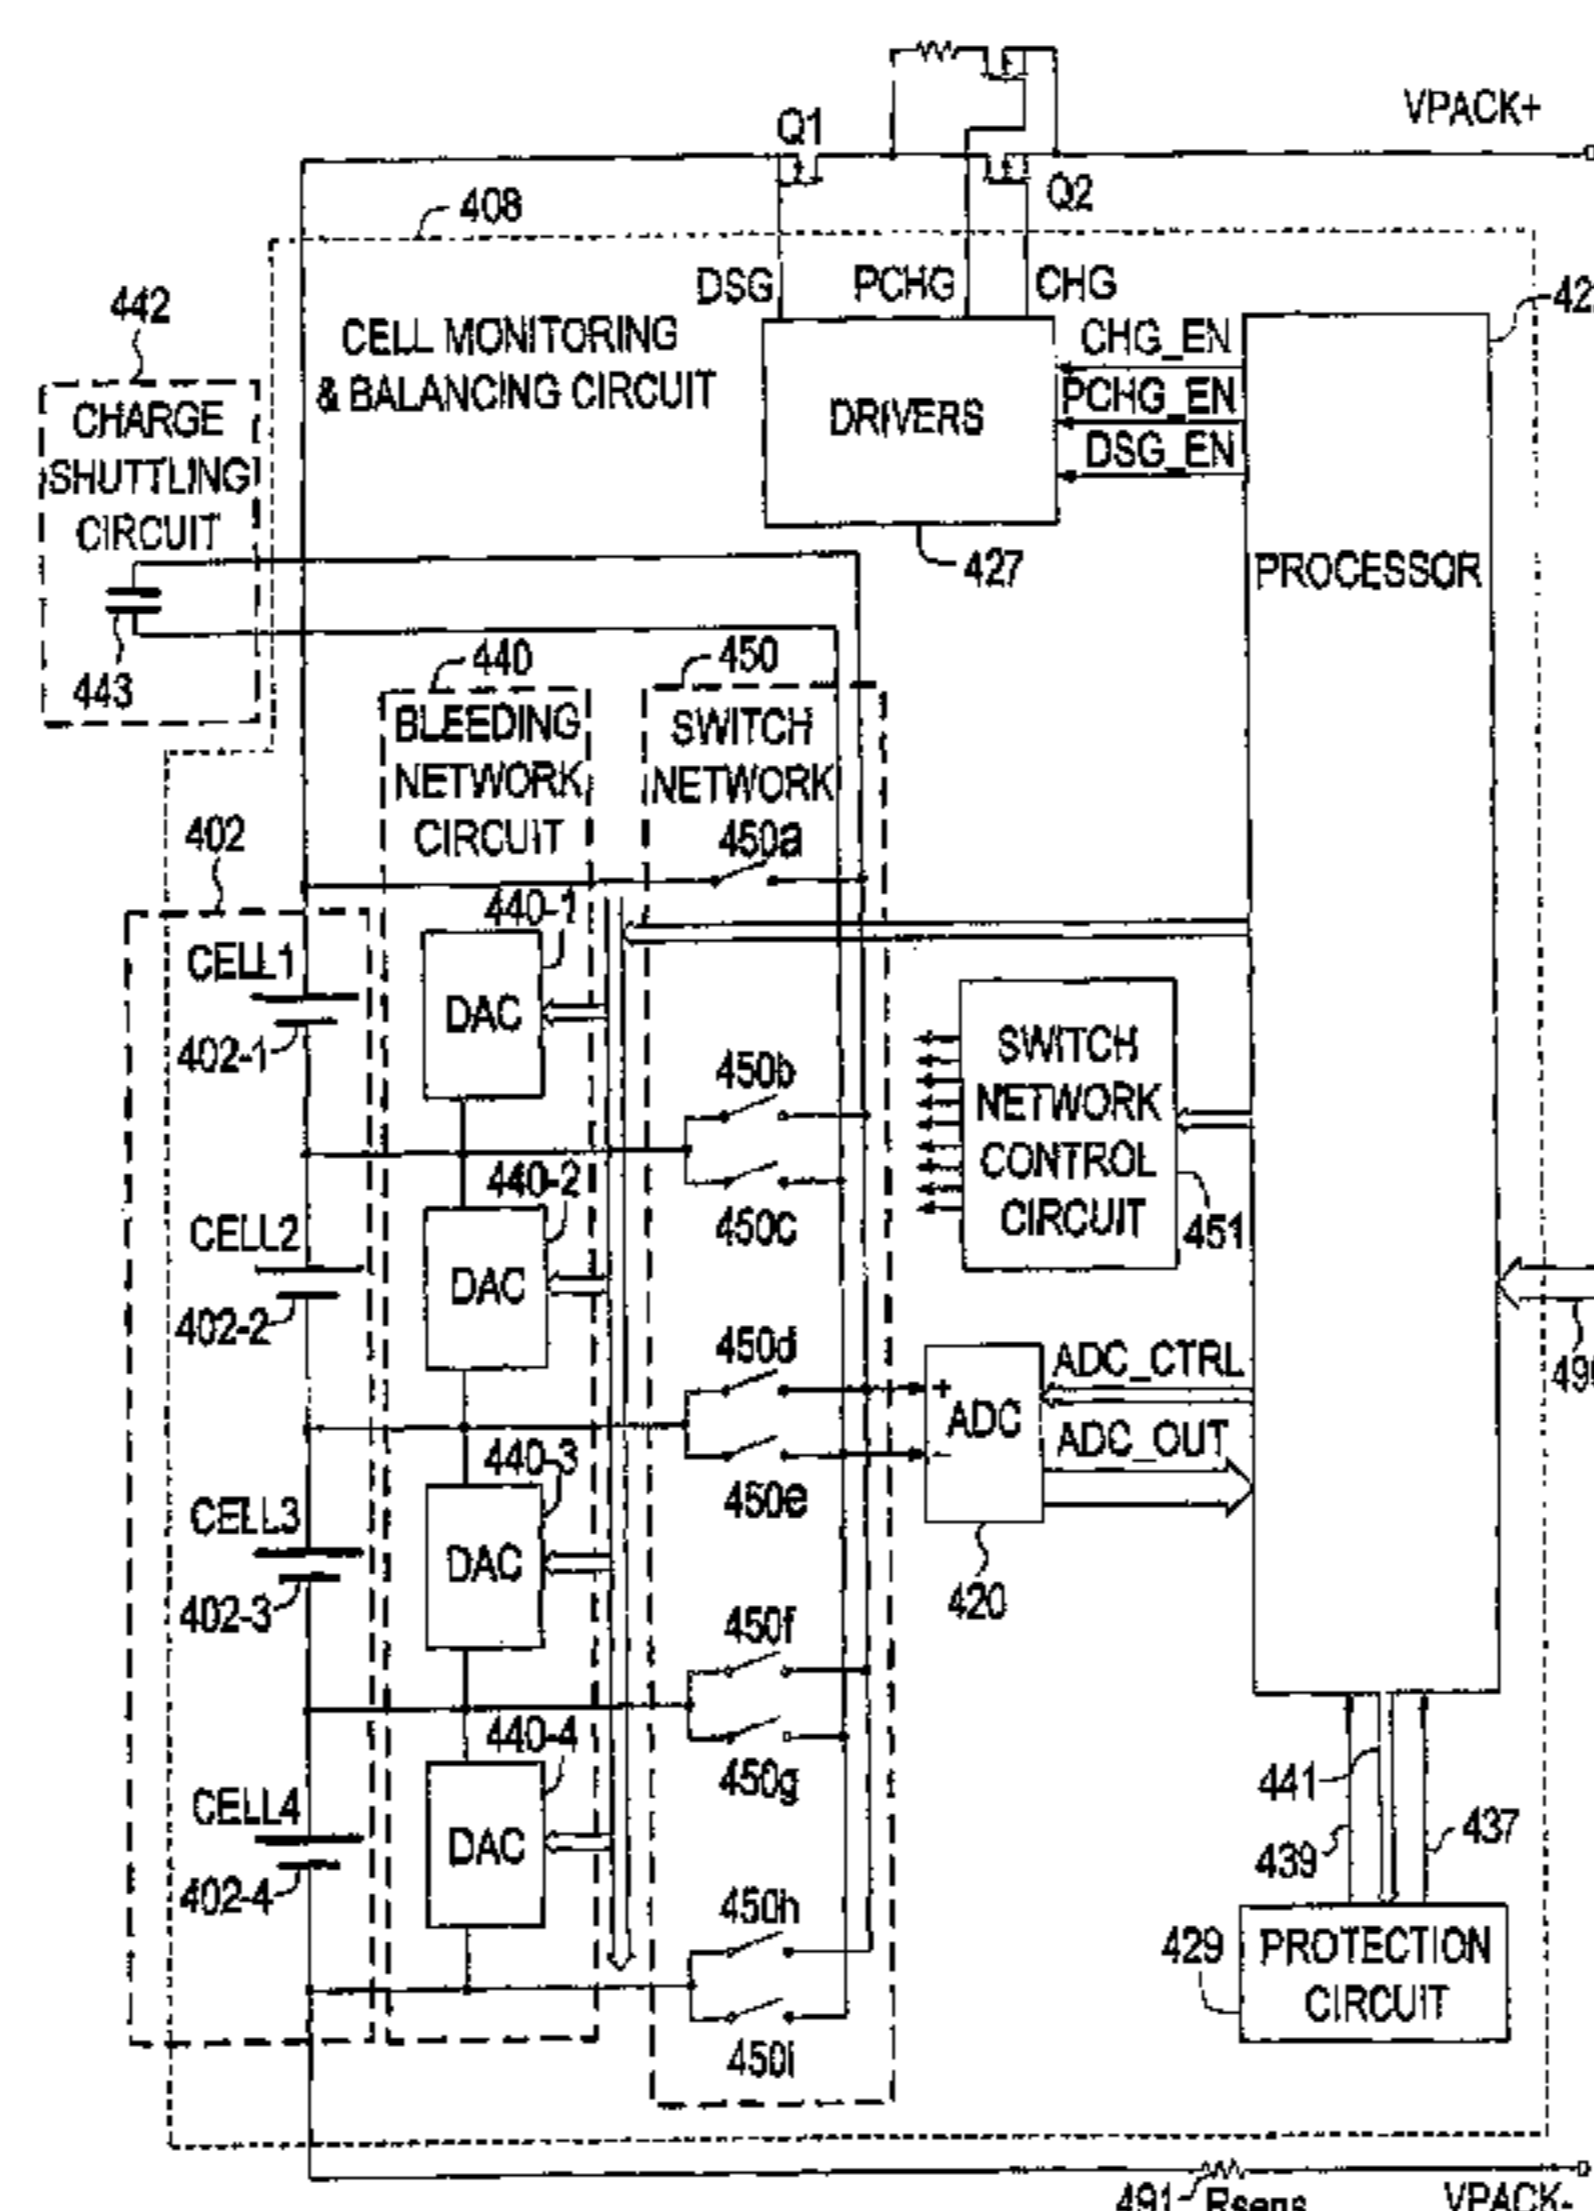 VPACK+
Q1
Q2
408
DSG
PCHG
CHG
442
CELL MONITORING
& BALANCING CIRCUIT
CHG_EN
PCHG_EN
DSG_EN
DRIVERS
CHARGE
SHUTTLING
CIRCUIT
427
PROCESSOR
443
440
450
BLEEDING
NETWORK
CIRCUIT
SWITCH
NETWORK
402
450a
440-1
CELL1
DAC
402-1
SWITCH
NETWORK
CONTROL
CIRCUIT
451
450b
440-2
450c
CELL2
DAC
402-2
450d
ADC_CTRL
+
ADC
-
ADC_OUT
440-3
450e
CELL3
DAC
402-3
420
450f
440-4
450g
441
439
437
CELL4
DAC
402-4
450h
429
PROTECTION
CIRCUIT
450i
491
Rsens
VPACK-